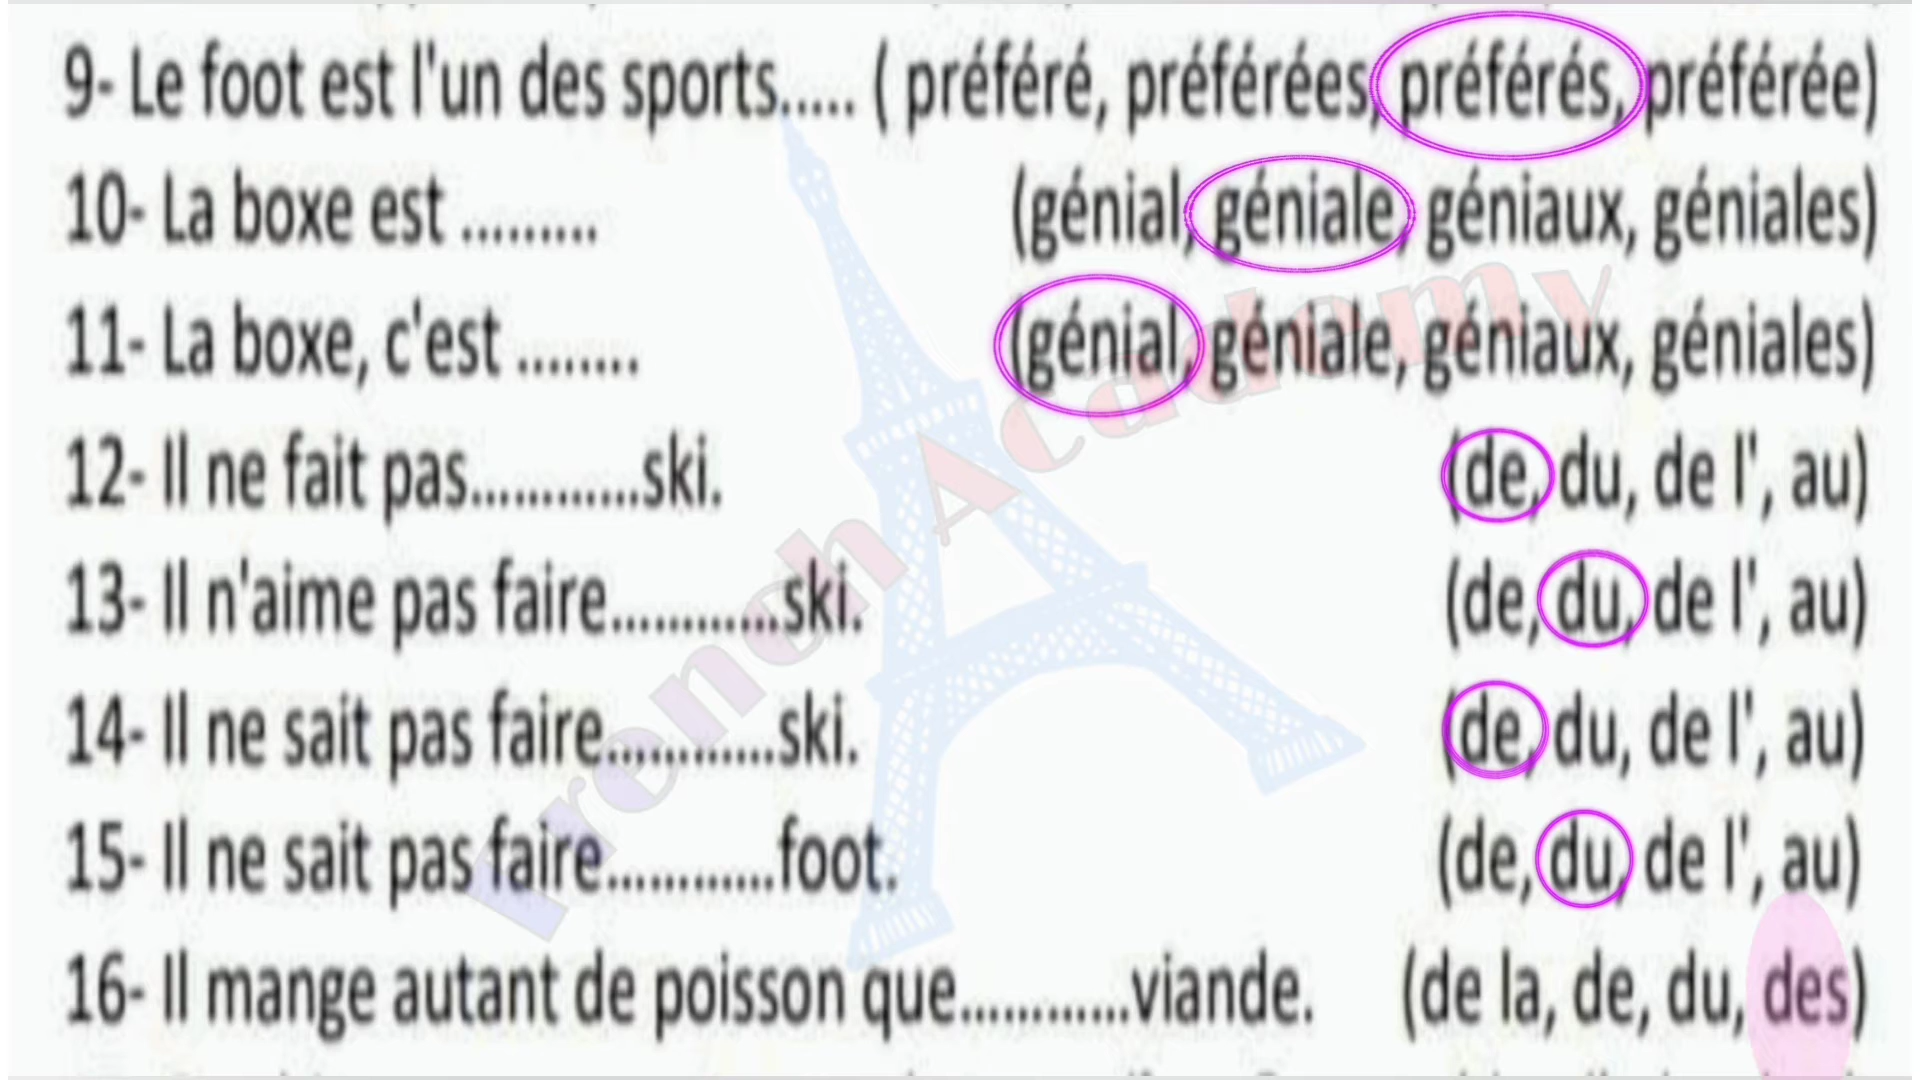 9- Le foot est l'un des sports..... ( préféré, préférées, préférés, préférée)
10- La boxe est ......... (génial, géniale, géniaux, géniales)
11- La boxe, c'est ........ (génial, géniale, géniaux, géniales)
12- Il ne fait pas............ski. (de, du, de l', au)
13- Il n'aime pas faire............ski. (de, du, de l', au)
14- Il ne sait pas faire............ski. (de, du, de l', au)
15- Il ne sait pas faire............foot. (de, du, de l', au)
16- Il mange autant de poisson que............viande. (de la, de, du, des)
French Academy